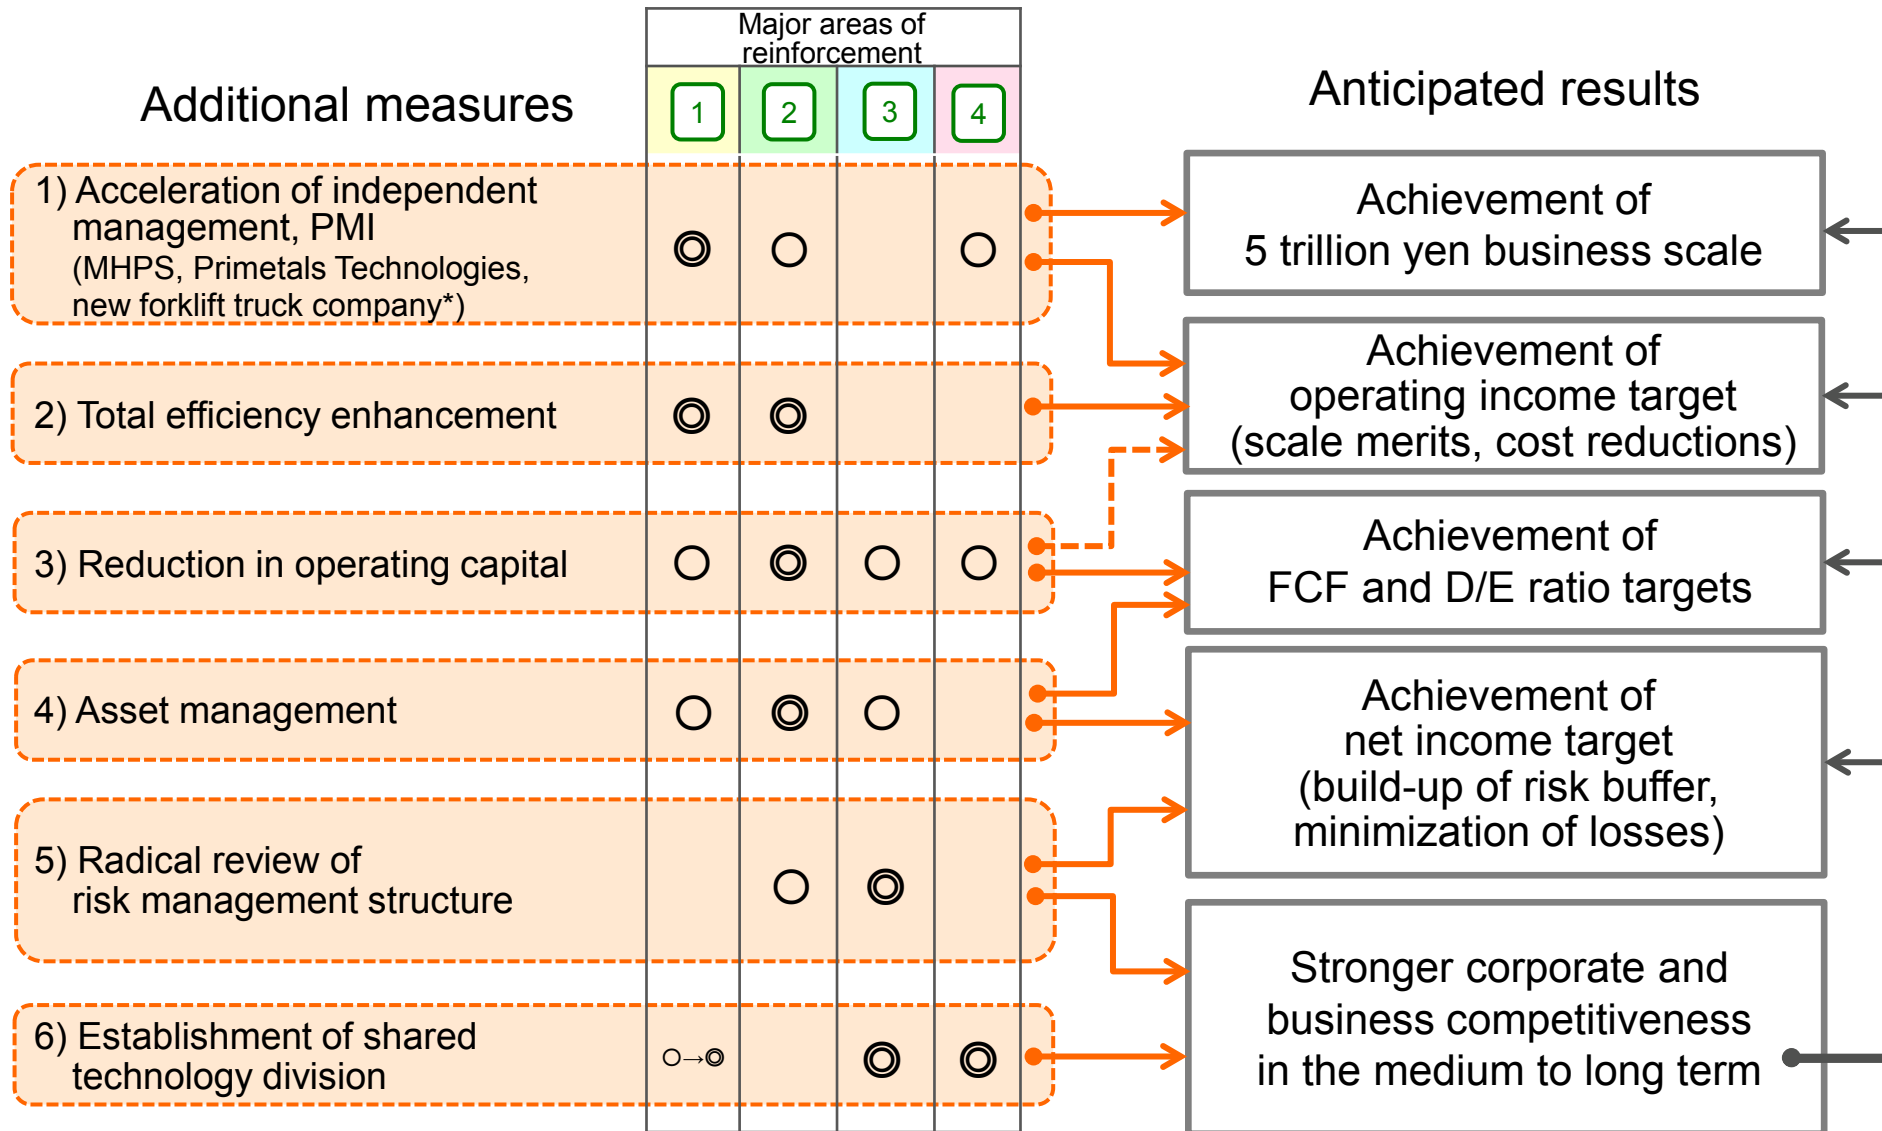 Major areas of
reinforcement
Additional measures
1
2
3
4
Anticipated results
1) Acceleration of independent
management, PMI
(MHPS, Primetals Technologies,
new forklift truck company*)
◎
○
○
Achievement of
5 trillion yen business scale
2) Total efficiency enhancement
◎
◎
Achievement of
operating income target
(scale merits, cost reductions)
3) Reduction in operating capital
○
◎
○
○
Achievement of
FCF and D/E ratio targets
4) Asset management
○
◎
○
Achievement of
net income target
(build-up of risk buffer,
minimization of losses)
5) Radical review of
risk management structure
○
◎
6) Establishment of shared
technology division
○→◎
◎
◎
Stronger corporate and
business competitiveness
in the medium to long term